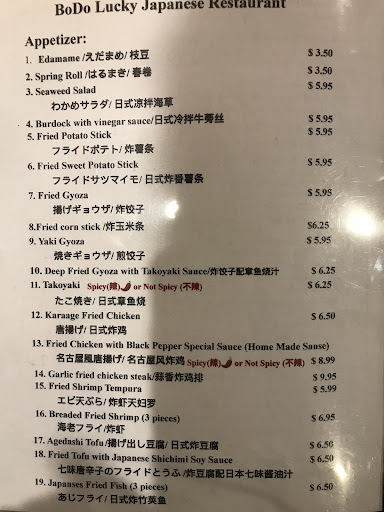 BoDo Lucky Japanese Restaurant
Appetizer:
1. Edamame /えだまめ/ 枝豆 $ 3.50
2. Spring Roll /はるまき/ 春卷 $ 3.50
3. Seaweed Salad $ 5.95
わかめサラダ/ 日式凉拌海草
4. Burdock with vinegar sauce/日式冷拌牛蒡丝 $ 5.95
5. Fried Potato Stick $ 5.95
フライドポテト/ 炸薯条
6. Fried Sweet Potato Stick $ 5.95
フライドサツマイモ/ 日式炸番薯条
7. Fried Gyoza $ 5.95
揚げギョウザ/ 炸饺子
8.Fried corn stick /炸玉米条 $6.25
9. Yaki Gyoza $ 5.95
焼きギョウザ/ 煎饺子
10. Deep Fried Gyoza with Takoyaki Sauce/炸饺子配章鱼烧汁 $ 6.25
11. Takoyaki Spicy(辣) or Not Spicy (不辣) $ 6.25
たこ焼き/ 日式章鱼烧
12. Karaage Fried Chicken $ 6.50
唐揚げ/ 日式炸鸡
13. Fried Chicken with Black Pepper Special Sauce (Home Made Sause)
名古屋風唐揚げ/ 名古屋风炸鸡 Spicy(辣) or Not Spicy (不辣) $ 8.99
14. Garlic fried chicken steak/蒜香炸鸡排 $ 9.95
15. Fried Shrimp Tempura $ 5.99
エビ天ぷら/ 炸虾天妇罗
16. Breaded Fried Shrimp (3 pieces) $ 6.95
海老フライ/炸虾
17. Agedashi Tofu /揚げ出し豆腐/ 日式炸豆腐 $ 6.50
18. Fried Tofu with Japanese Shichimi Soy Sauce $ 6.50
七味唐辛子のフライドとうふ /炸豆腐配日本七味酱油汁
19. Japanses Fried Fish (3 pieces) $ 6.50
あじフライ/ 日式炸竹荚鱼